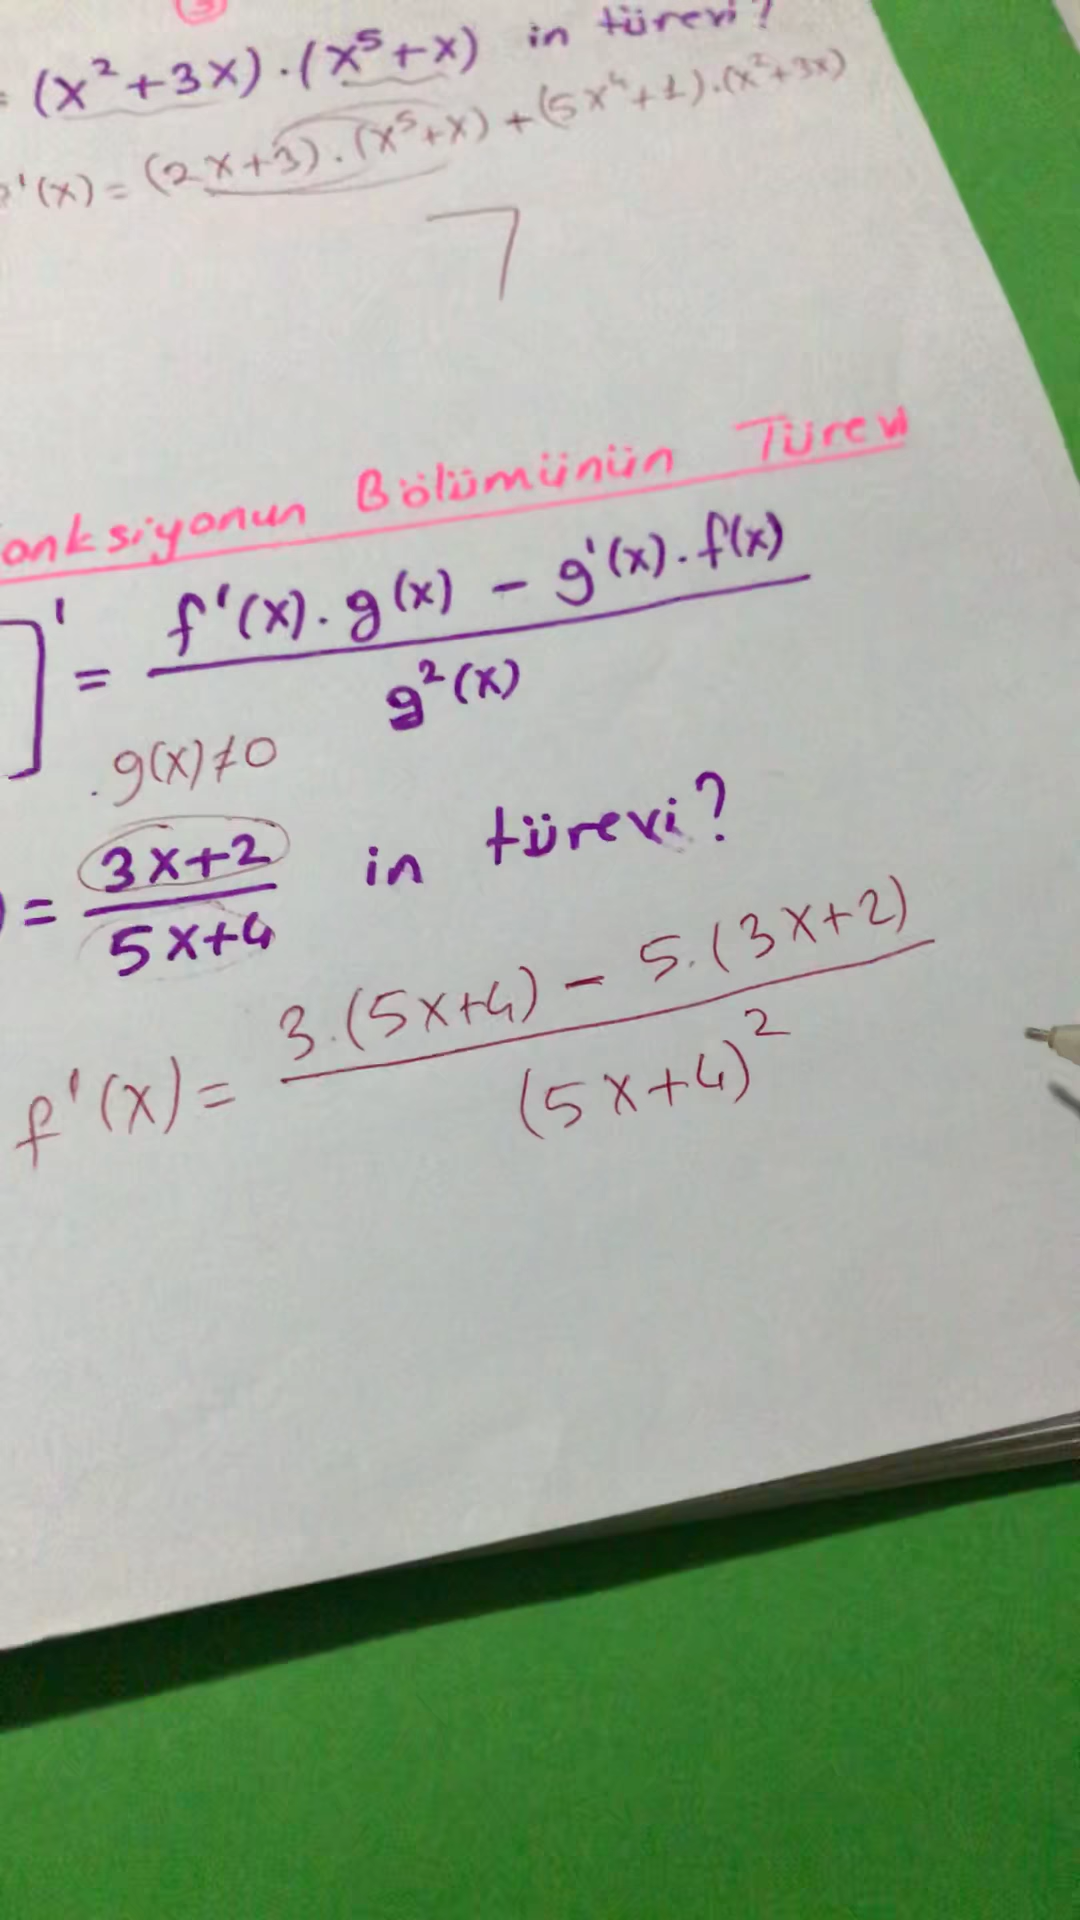 3
= (x²+3x).(x⁵+x) in türevi?
'(x)= (2x+3).(x⁵+x)+(5x⁴+1).(x²+3x)
onksiyonun Bölümünün Türevi
]' = f'(x).g(x) - g'(x).f(x)
g²(x)
.g(x)≠0
) = 3x+2 in türevi?
5x+4
f'(x)= 3.(5x+4) - 5.(3x+2)
(5x+4)²